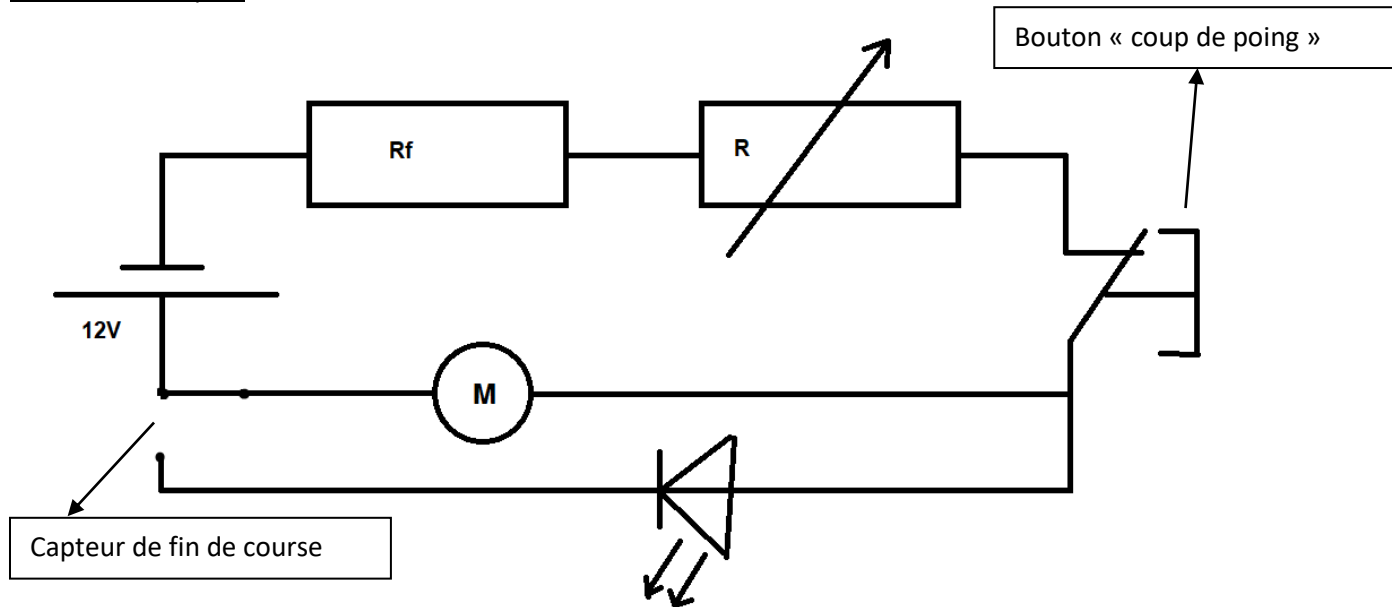 Bouton « coup de poing »
Rf
R
12V
M
Capteur de fin de course